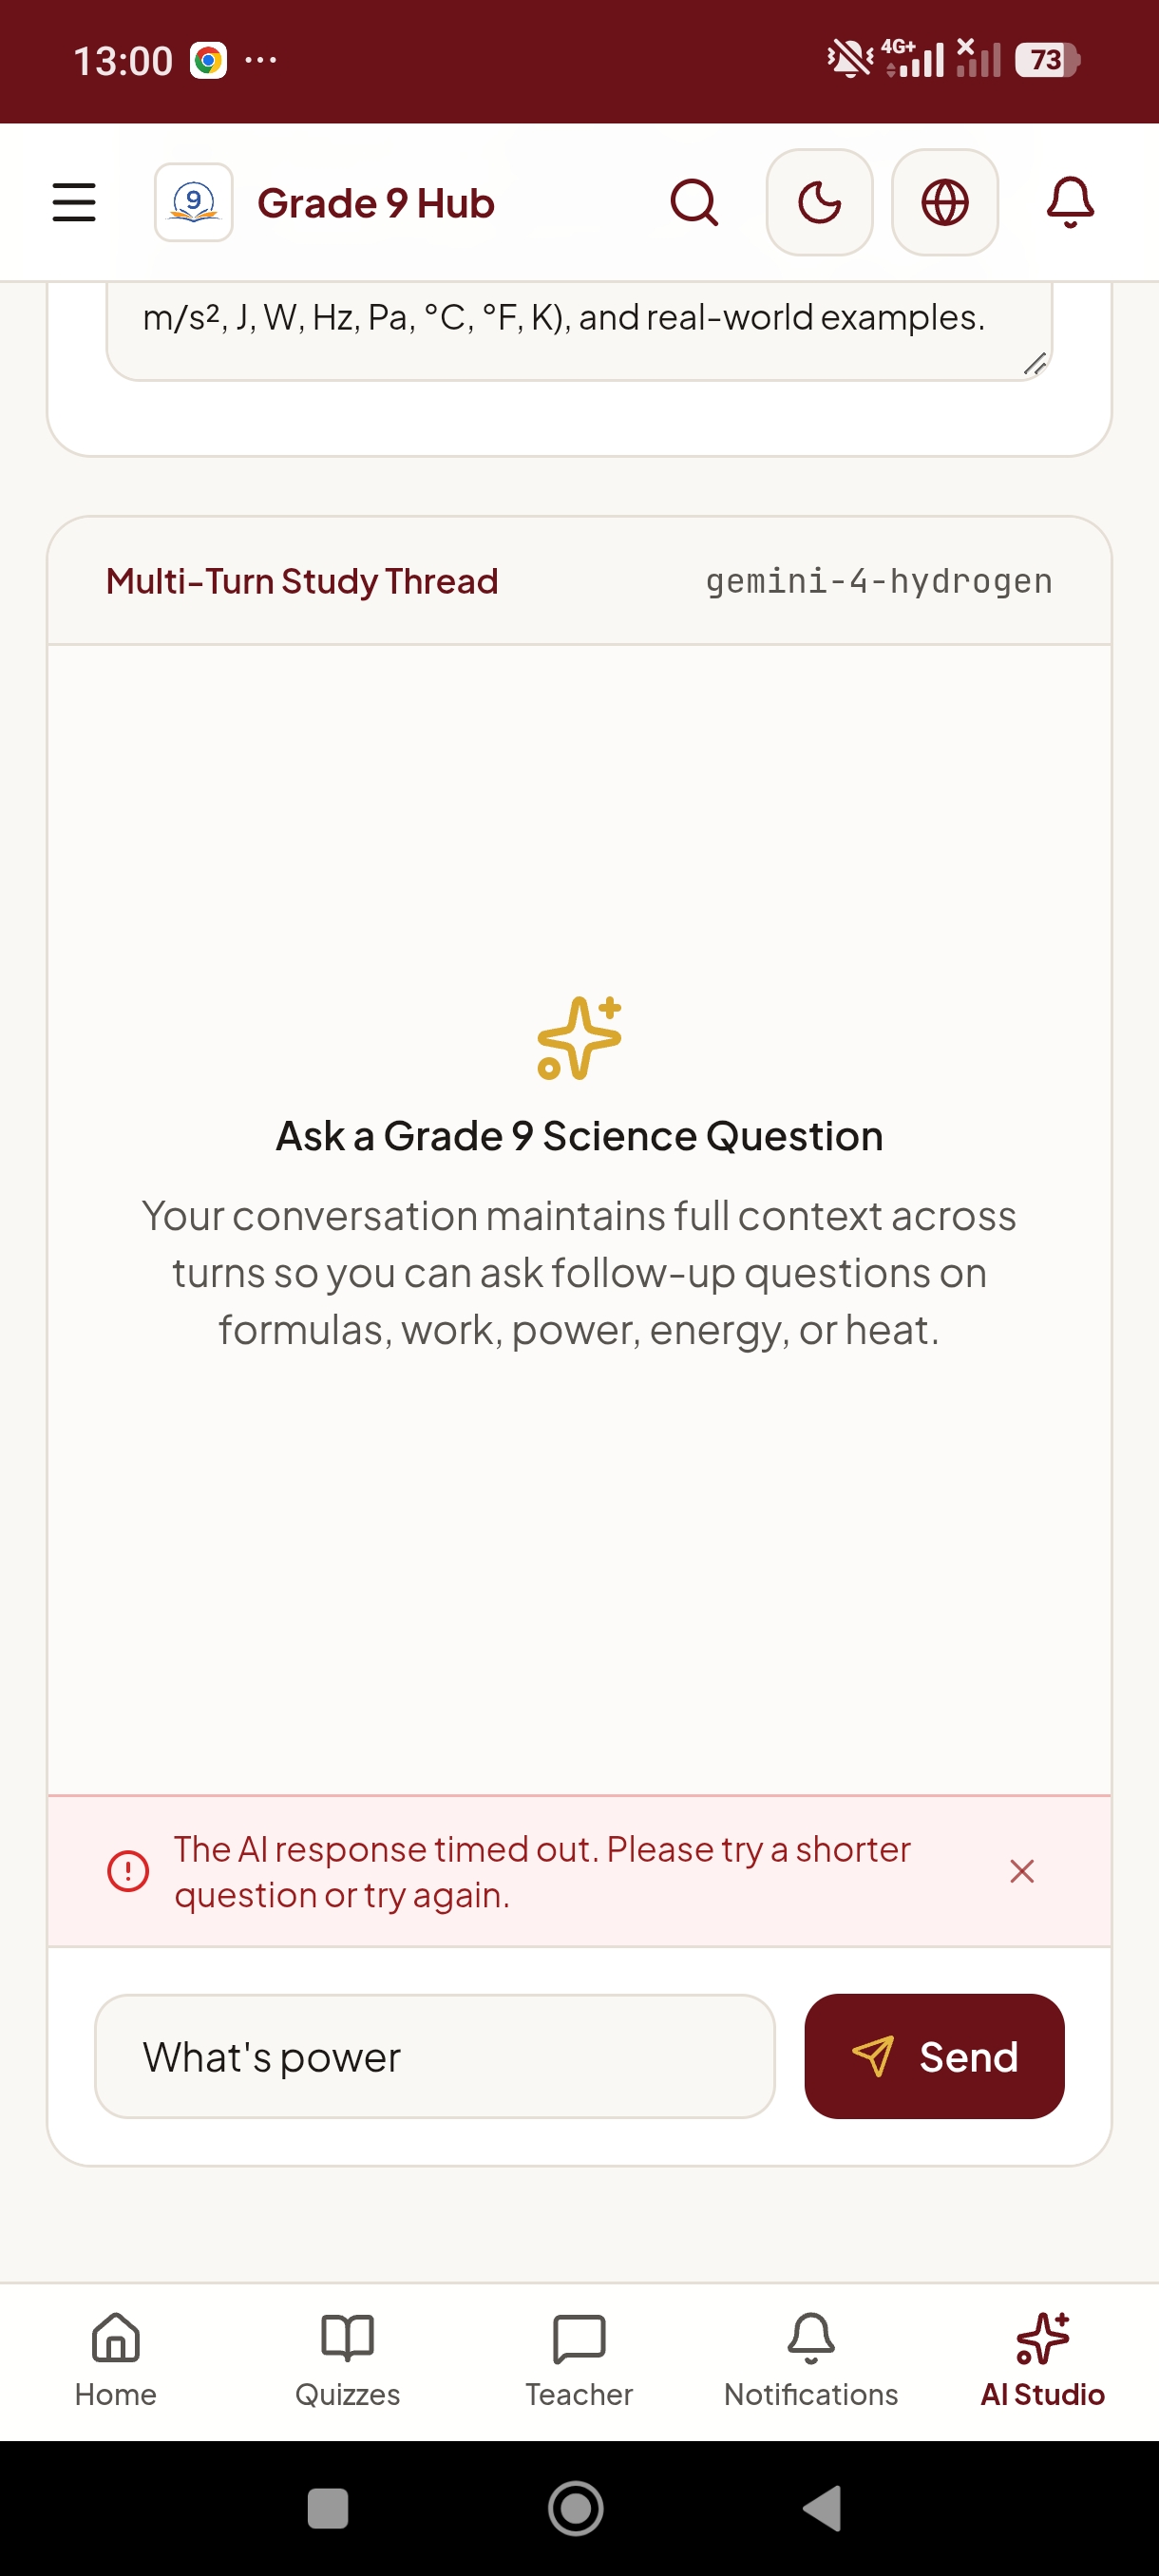 13:00
4G+
73
9
Grade 9 Hub
m/s², J, W, Hz, Pa, °C, °F, K), and real-world examples.
Multi-Turn Study Thread
gemini-4-hydrogen
Ask a Grade 9 Science Question
Your conversation maintains full context across
turns so you can ask follow-up questions on
formulas, work, power, energy, or heat.
The AI response timed out. Please try a shorter
question or try again.
What's power
Send
Home
Quizzes
Teacher
Notifications
AI Studio